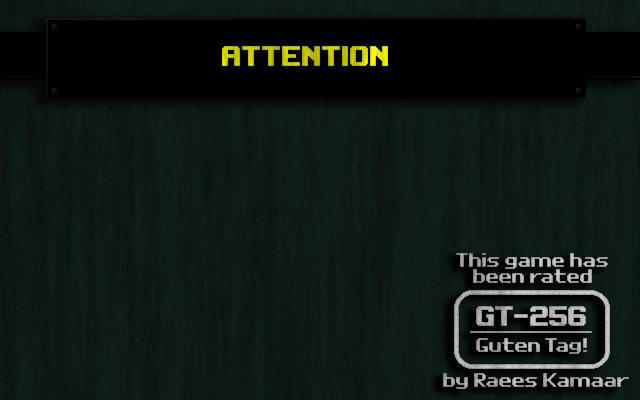 ATTENTION
This game has
been rated
GT-256
Guten Tag!
by Raees Kamaar